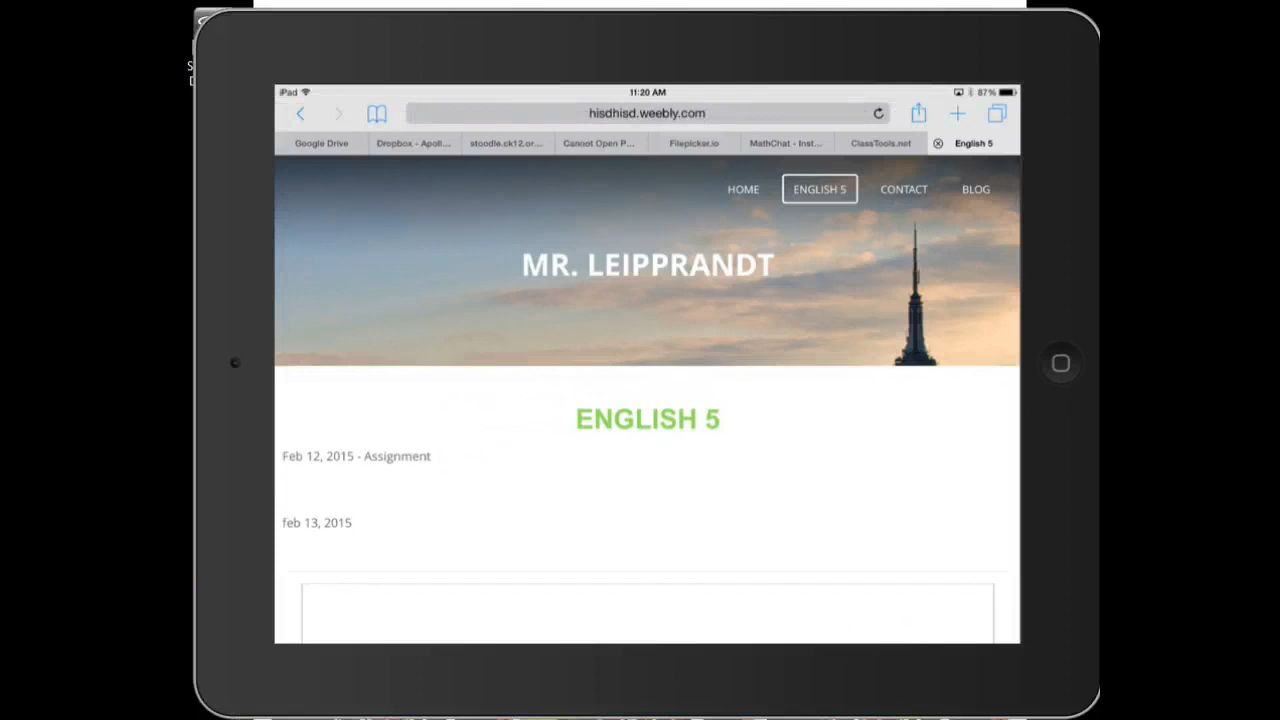 iPad 11:20 AM 87%
hisdhisd.weebly.com
Google Drive Dropbox - Apoll... stoodle.ck12.or... Cannot Open P... Filepicker.io MathChat - Inst... ClassTools.net English 5
HOME ENGLISH 5 CONTACT BLOG
MR. LEIPPRANDT
ENGLISH 5
Feb 12, 2015 - Assignment
feb 13, 2015